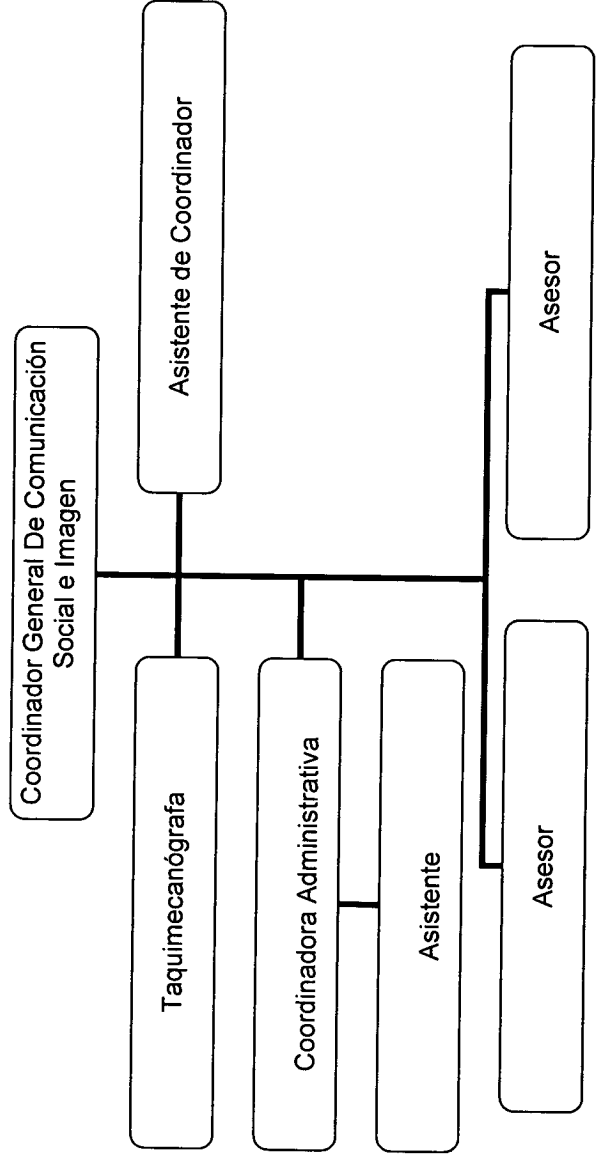 Coordinador General De Comunicación
Social e Imagen
Taquimecanógrafa
Asistente de Coordinador
Coordinadora Administrativa
Asistente
Asesor
Asesor